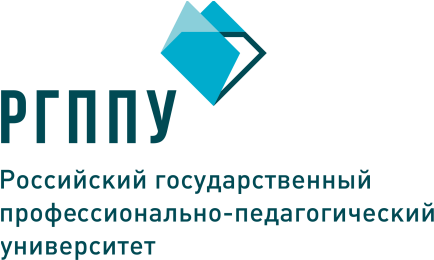 РГППУ
Российский государственный
профессионально-педагогический
университет